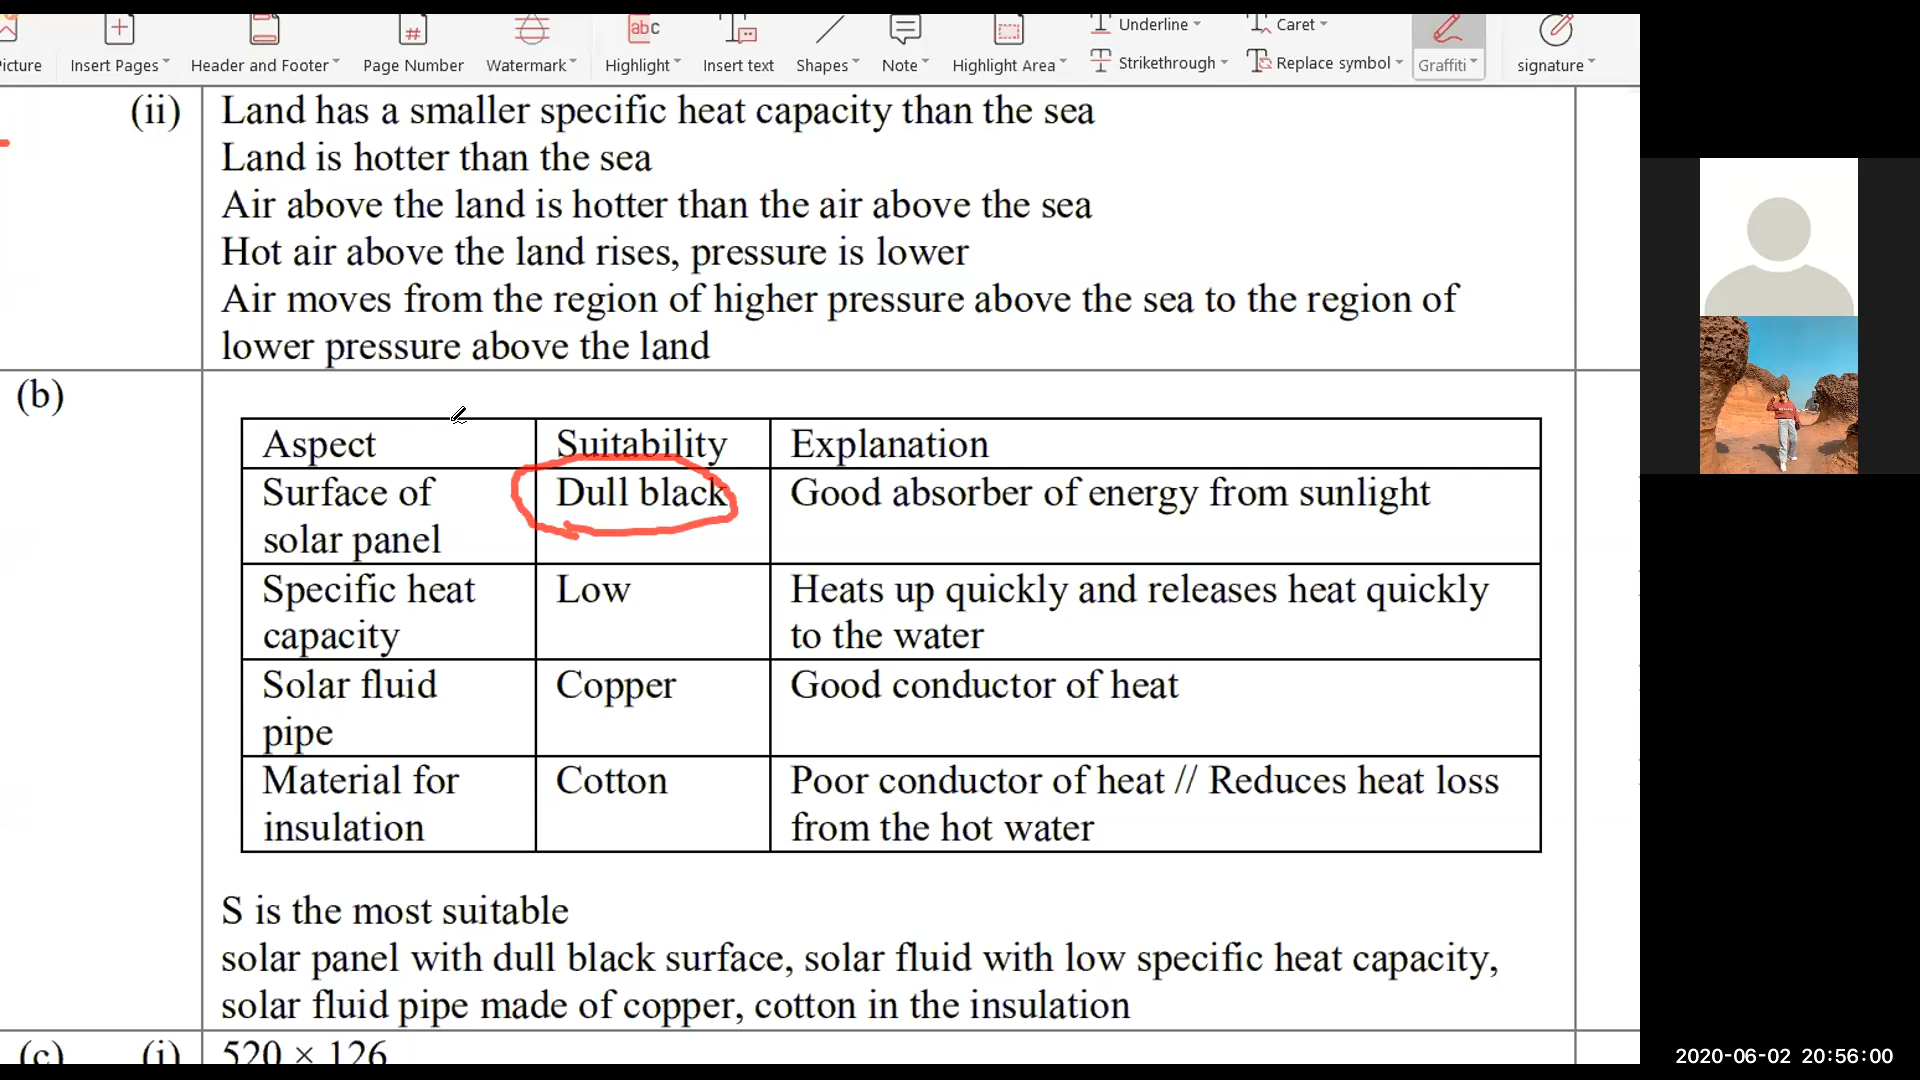 Underline
Caret
abc
#
Picture
Insert Pages
Header and Footer
Page Number
Watermark
Highlight
Insert text
Shapes
Note
Highlight Area
Strikethrough
Replace symbol
Graffiti
signature
(ii) Land has a smaller specific heat capacity than the sea
Land is hotter than the sea
Air above the land is hotter than the air above the sea
Hot air above the land rises, pressure is lower
Air moves from the region of higher pressure above the sea to the region of
lower pressure above the land
(b)
Aspect Suitability Explanation
Surface of Dull black Good absorber of energy from sunlight
solar panel
Specific heat Low Heats up quickly and releases heat quickly
capacity to the water
Solar fluid Copper Good conductor of heat
pipe
Material for Cotton Poor conductor of heat // Reduces heat loss
insulation from the hot water
S is the most suitable
solar panel with dull black surface, solar fluid with low specific heat capacity,
solar fluid pipe made of copper, cotton in the insulation
(c) (i) 520 × 126
2020-06-02 20:56:00